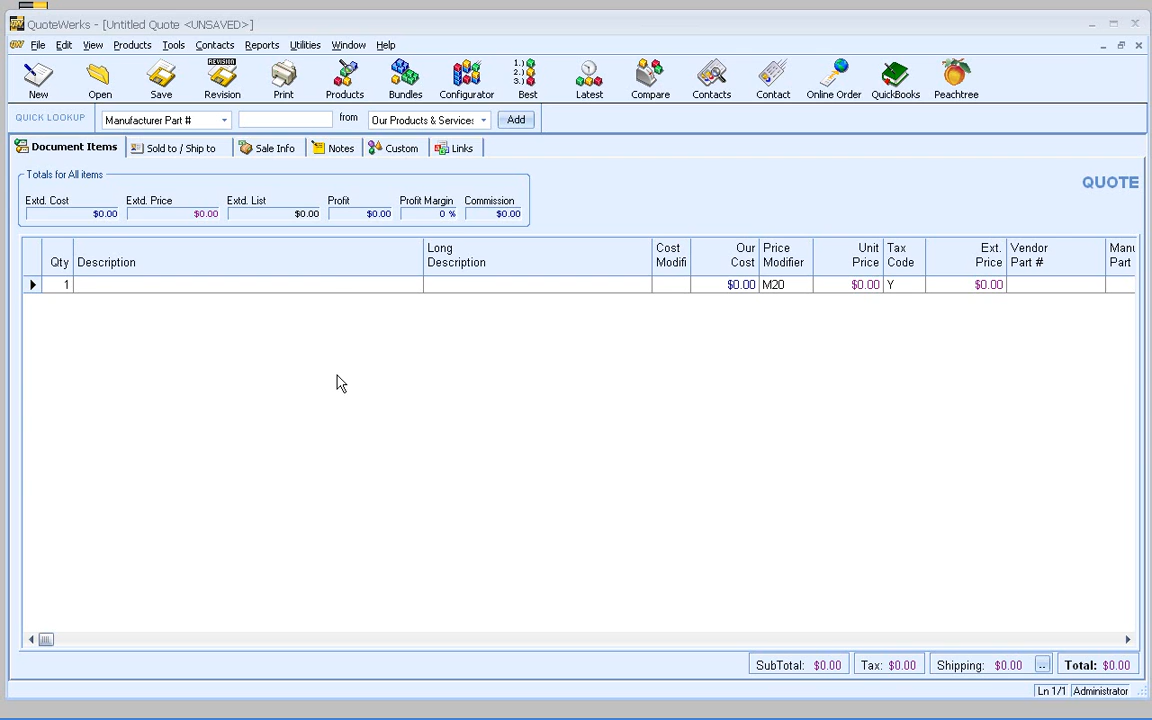 QuoteWerks - [Untitled Quote <UNSAVED>]
File Edit View Products Tools Contacts Reports Utilities Window Help
REVISION 1.) 2.) 3.)
New Open Save Revision Print Products Bundles Configurator Best Latest Compare Contacts Contact Online Order QuickBooks Peachtree
QUICK LOOKUP Manufacturer Part # from Our Products & Services Add
Document Items Sold to / Ship to Sale Info Notes Custom Links
Totals for All items
QUOTE
Extd. Cost Extd. Price Extd. List Profit Profit Margin Commission
$0.00 $0.00 $0.00 $0.00 0 % $0.00
Long Cost Our Price Unit Tax Ext. Vendor Manu
Qty Description Description Modifi Cost Modifier Price Code Price Part # Part
1 $0.00 M20 $0.00 Y $0.00
SubTotal: $0.00 Tax: $0.00 Shipping: $0.00 ... Total: $0.00
Ln 1/1 Administrator